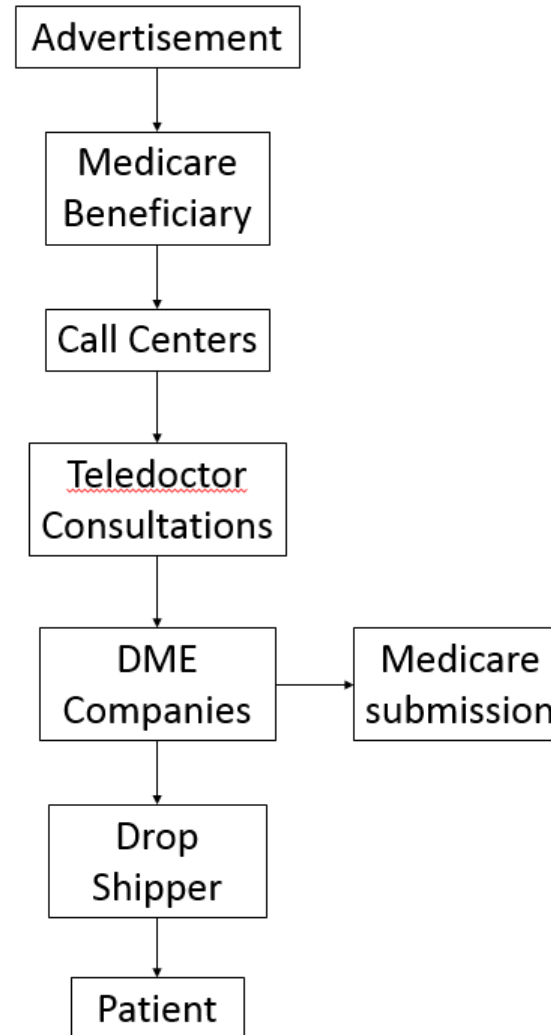 Advertisement
Medicare
Beneficiary
Call Centers
Teledoctor
Consultations
DME
Companies
Medicare
submission
Drop
Shipper
Patient